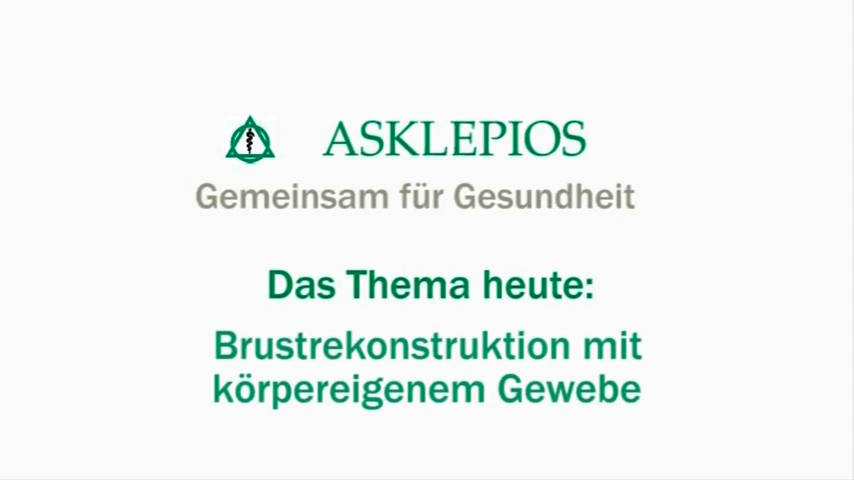 ASKLEPIOS
Gemeinsam für Gesundheit
Das Thema heute:
Brustrekonstruktion mit
körpereigenem Gewebe